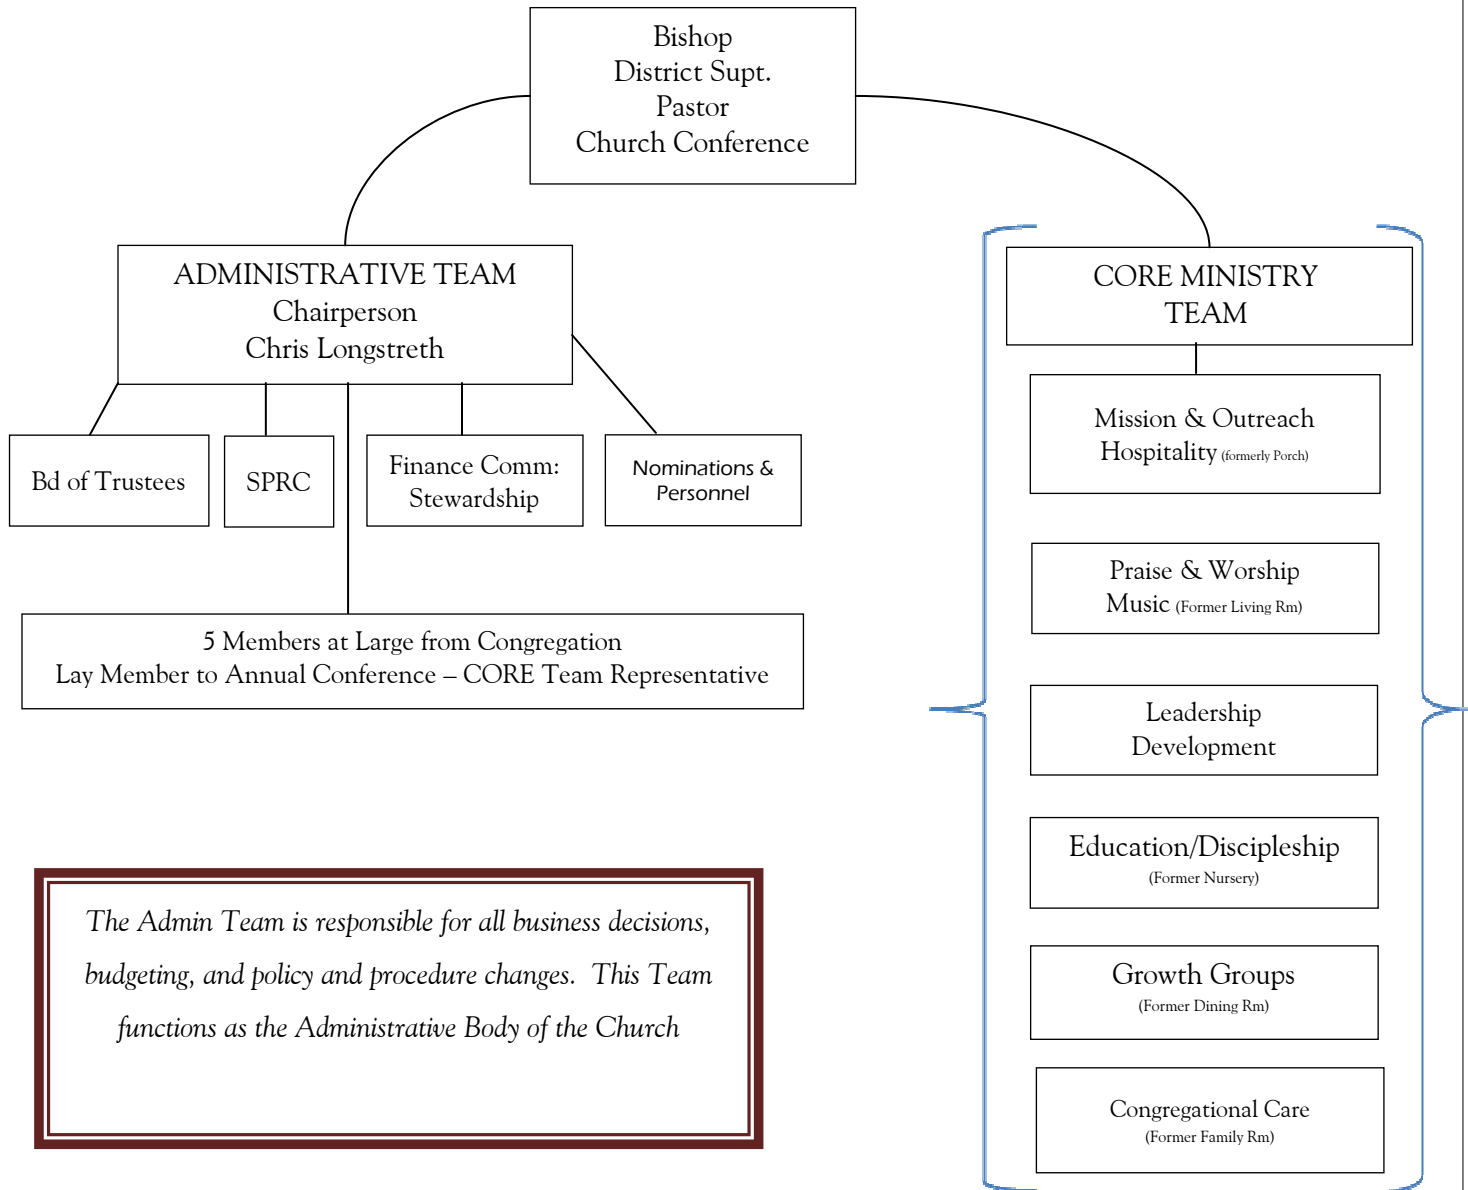 Bishop
District Supt.
Pastor
Church Conference
ADMINISTRATIVE TEAM
Chairperson
Chris Longstreth
Bd of Trustees
SPRC
Finance Comm:
Stewardship
Nominations &
Personnel
5 Members at Large from Congregation
Lay Member to Annual Conference – CORE Team Representative
The Admin Team is responsible for all business decisions,
budgeting, and policy and procedure changes.  This Team
functions as the Administrative Body of the Church
CORE MINISTRY
TEAM
Mission & Outreach
Hospitality (formerly Porch)
Praise & Worship
Music (Former Living Rm)
Leadership
Development
Education/Discipleship
(Former Nursery)
Growth Groups
(Former Dining Rm)
Congregational Care
(Former Family Rm)